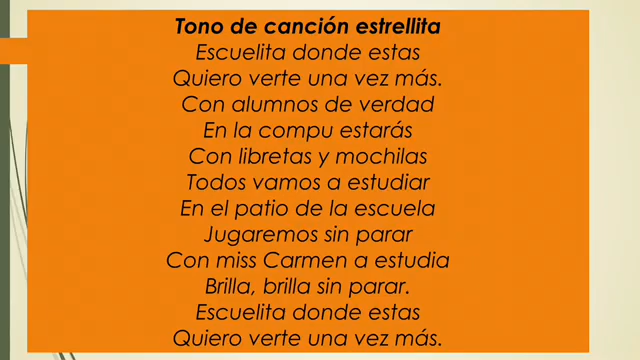 Tono de canción estrellita
Escuelita donde estas
Quiero verte una vez más.
Con alumnos de verdad
En la compu estarás
Con libretas y mochilas
Todos vamos a estudiar
En el patio de la escuela
Jugaremos sin parar
Con miss Carmen a estudia
Brilla, brilla sin parar.
Escuelita donde estas
Quiero verte una vez más.